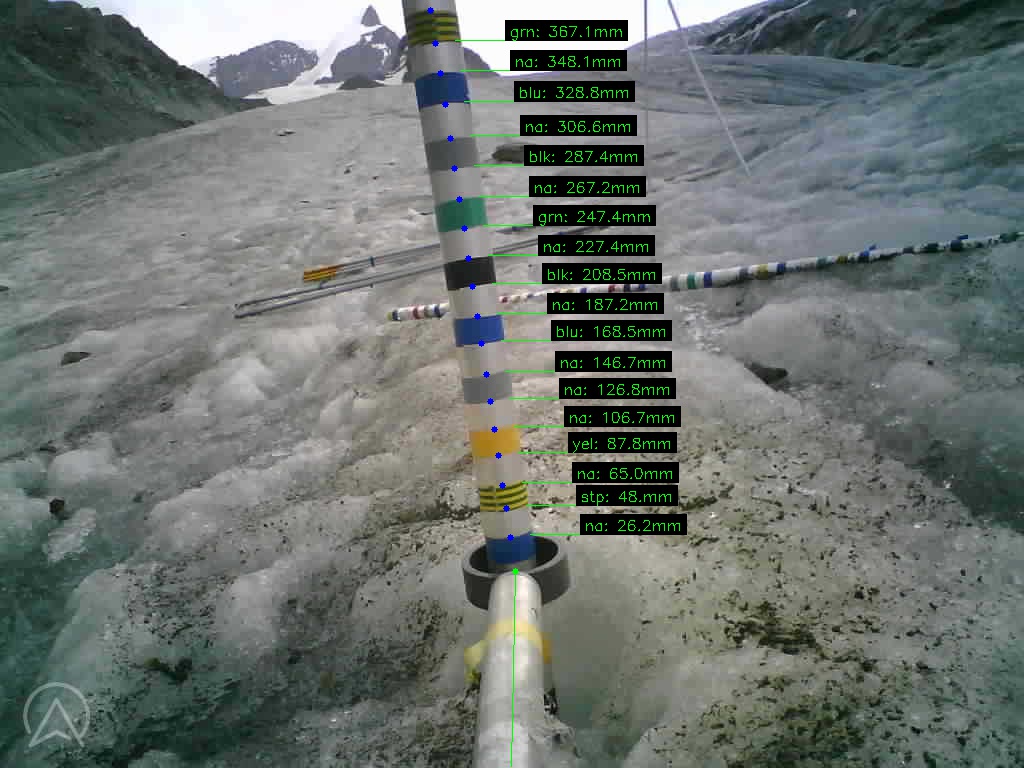 grn: 367.1mm
na: 348.1mm
blu: 328.8mm
na: 306.6mm
blk: 287.4mm
na: 267.2mm
grn: 247.4mm
na: 227.4mm
blk: 208.5mm
na: 187.2mm
blu: 168.5mm
na: 146.7mm
na: 126.8mm
na: 106.7mm
yel: 87.8mm
na: 65.0mm
stp: 48.mm
na: 26.2mm